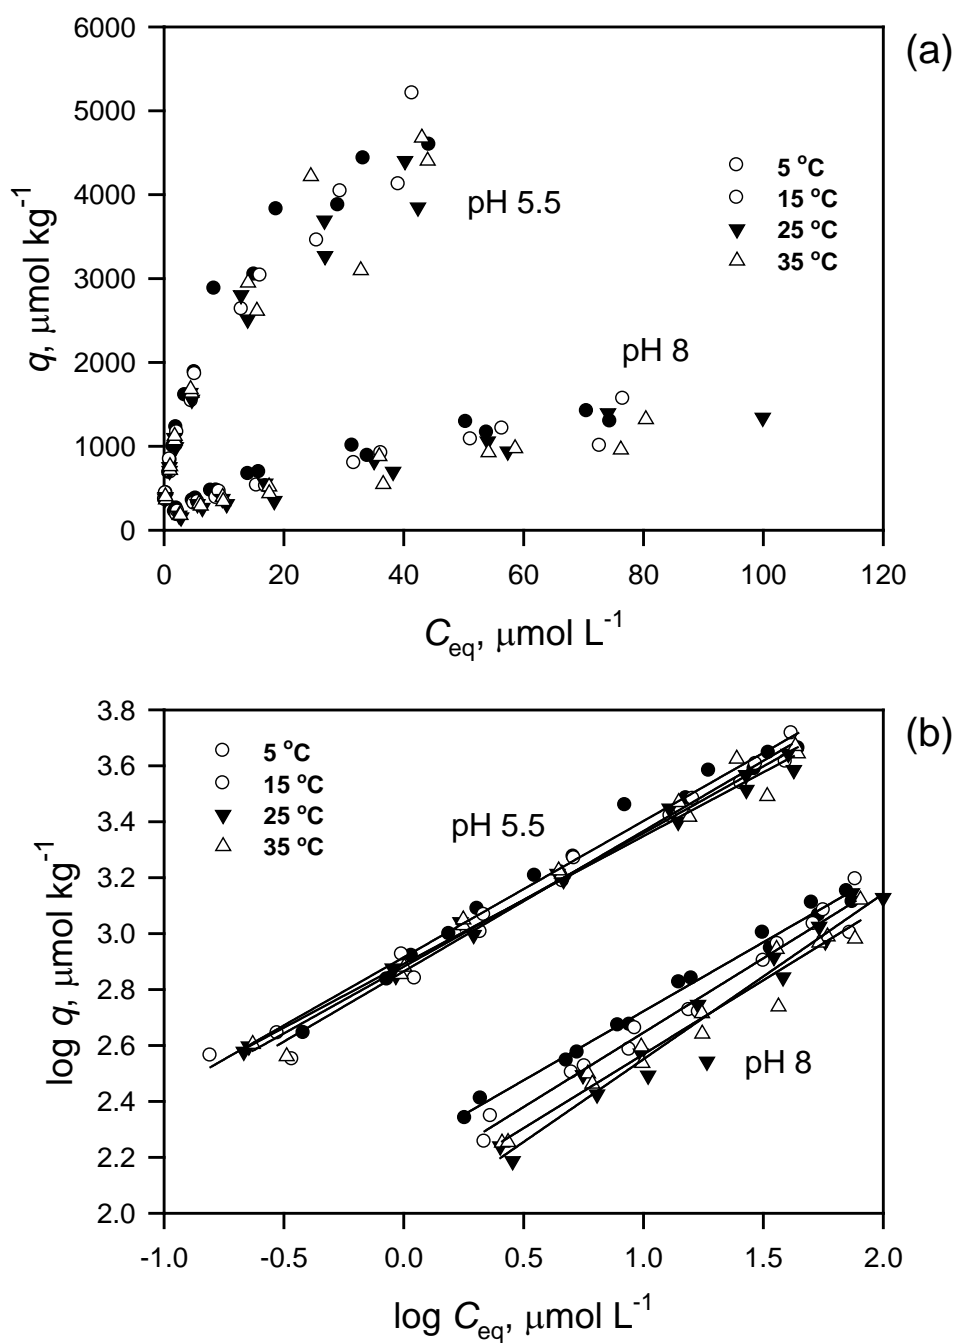 (a)
6000
5000
4000
3000
2000
1000
0
q, μmol kg⁻¹
5 °C
15 °C
25 °C
35 °C
pH 5.5
pH 8
0 20 40 60 80 100 120
C_eq, μmol L⁻¹
(b)
3.8
3.6
3.4
3.2
3.0
2.8
2.6
2.4
2.2
2.0
log q, μmol kg⁻¹
5 °C
15 °C
25 °C
35 °C
pH 5.5
pH 8
-1.0 -0.5 0.0 0.5 1.0 1.5 2.0
log C_eq, μmol L⁻¹